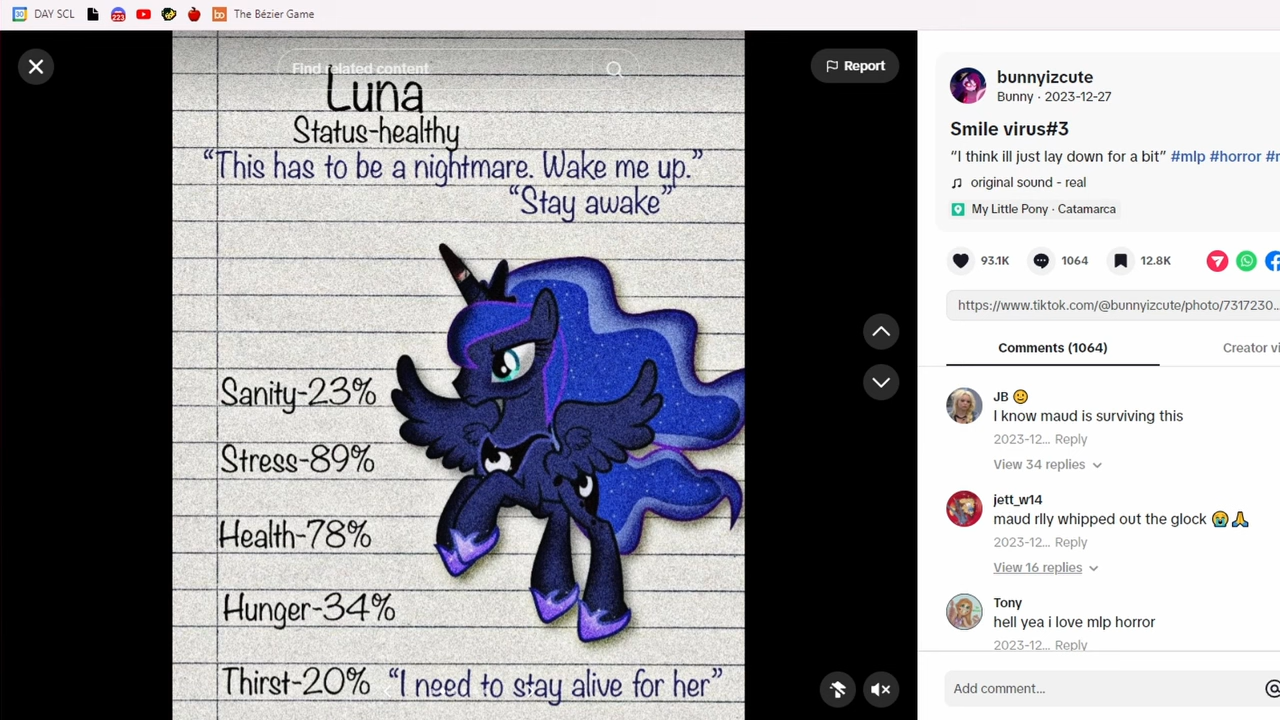 DAY SCL
223
The Bézier Game
Find related content
Report
Luna
Status-healthy
“This has to be a nightmare. Wake me up.”
“Stay awake”
Sanity-23%
Stress-89%
Health-78%
Hunger-34%
Thirst-20% “I need to stay alive for her”
bunnyizcute
Bunny · 2023-12-27
Smile virus#3
“I think ill just lay down for a bit” #mlp #horror
original sound - real
My Little Pony · Catamarca
93.1K 1064 12.8K
https://www.tiktok.com/@bunnyizcute/photo/7317230...
Comments (1064) Creator vi
JB
I know maud is surviving this
2023-12... Reply
View 34 replies
jett_w14
maud rlly whipped out the glock 😭🙏
2023-12... Reply
View 16 replies
Tony
hell yea i love mlp horror
2023-12... Reply
Add comment... @